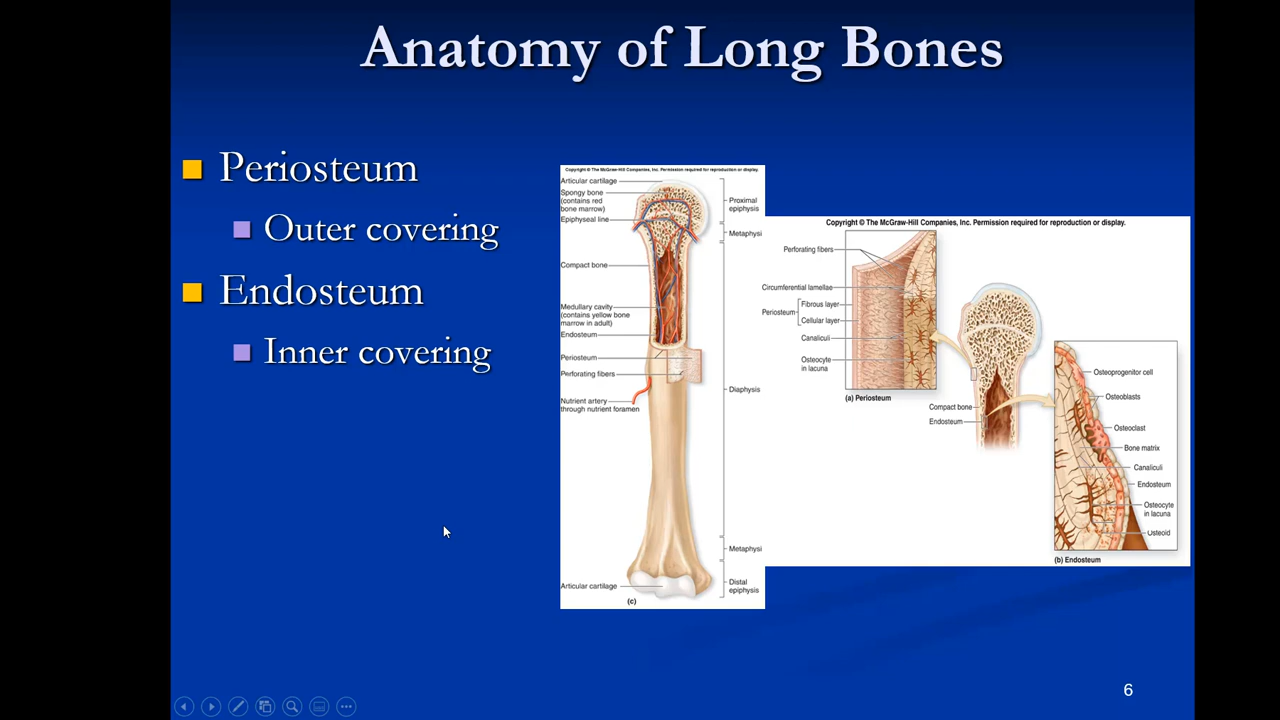 Anatomy of Long Bones
Periosteum
Outer covering
Endosteum
Inner covering
Copyright © The McGraw-Hill Companies, Inc. Permission required for reproduction or display.
Articular cartilage
Spongy bone
(contains red
bone marrow)
Epiphyseal line
Compact bone
Medullary cavity
(contains yellow bone
marrow in adult)
Endosteum
Periosteum
Perforating fibers
Nutrient artery
through nutrient foramen
Articular cartilage
(c)
Proximal
epiphysis
Metaphysi
Diaphysis
Metaphysi
Distal
epiphysis
Copyright © The McGraw-Hill Companies, Inc. Permission required for reproduction or display.
Perforating fibers
Circumferential lamellae
Periosteum
Fibrous layer
Cellular layer
Canaliculi
Osteocyte
in lacuna
(a) Periosteum
Compact bone
Endosteum
Osteoprogenitor cell
Osteoblasts
Osteoclast
Bone matrix
Canaliculi
Endosteum
Osteocyte
in lacuna
Osteoid
(b) Endosteum
6